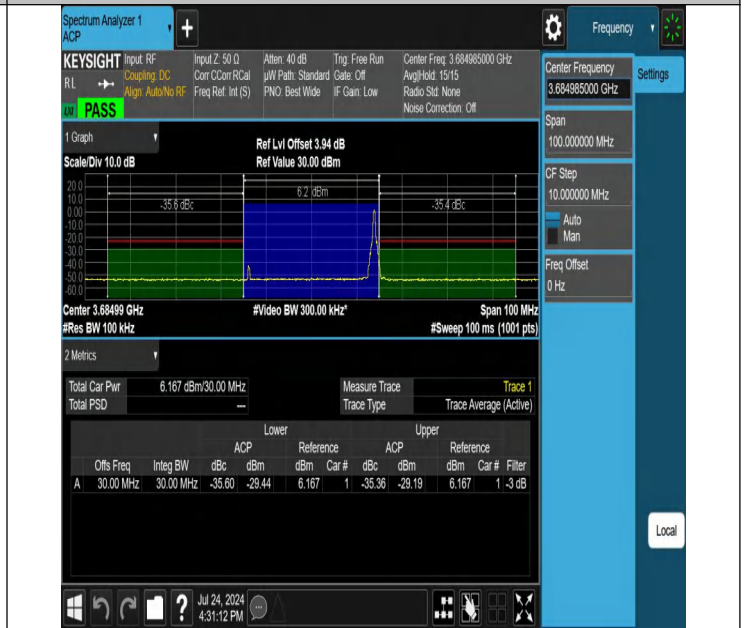 Spectrum Analyzer 1
ACP
Frequency
KEYSIGHT Input: RF Input Z: 50 Ω Atten: 40 dB Trig: Free Run Center Freq: 3.684985000 GHz
RL Coupling: DC Corr CCorr RCal µW Path: Standard Gate: Off Avg|Hold: 15/15
Align: Auto/No RF Freq Ref: Int (S) PNO: Best Wide IF Gain: Low Radio Std: None
PASS Noise Correction: Off
Center Frequency
3.684985000 GHz
Settings
Span
100.000000 MHz
CF Step
10.000000 MHz
Auto
Man
Freq Offset
0 Hz
1 Graph
Ref Lvl Offset 3.94 dB
Scale/Div 10.0 dB Ref Value 30.00 dBm
20.0
10.0
0.00
-10.0
-20.0
-30.0
-40.0
-50.0
-60.0
-35.6 dBc 6.2 dBm -35.4 dBc
Center 3.68499 GHz #Video BW 300.00 kHz* Span 100 MHz
#Res BW 100 kHz #Sweep 100 ms (1001 pts)
2 Metrics
Total Car Pwr 6.167 dBm/30.00 MHz Measure Trace Trace 1
Total PSD --- Trace Type Trace Average (Active)
Lower Upper
ACP Reference ACP Reference
Offs Freq Integ BW dBc dBm dBm Car # dBc dBm dBm Car # Filter
A 30.00 MHz 30.00 MHz -35.60 -29.44 6.167 1 -35.36 -29.19 6.167 1 -3 dB
Local
Jul 24, 2024
4:31:12 PM